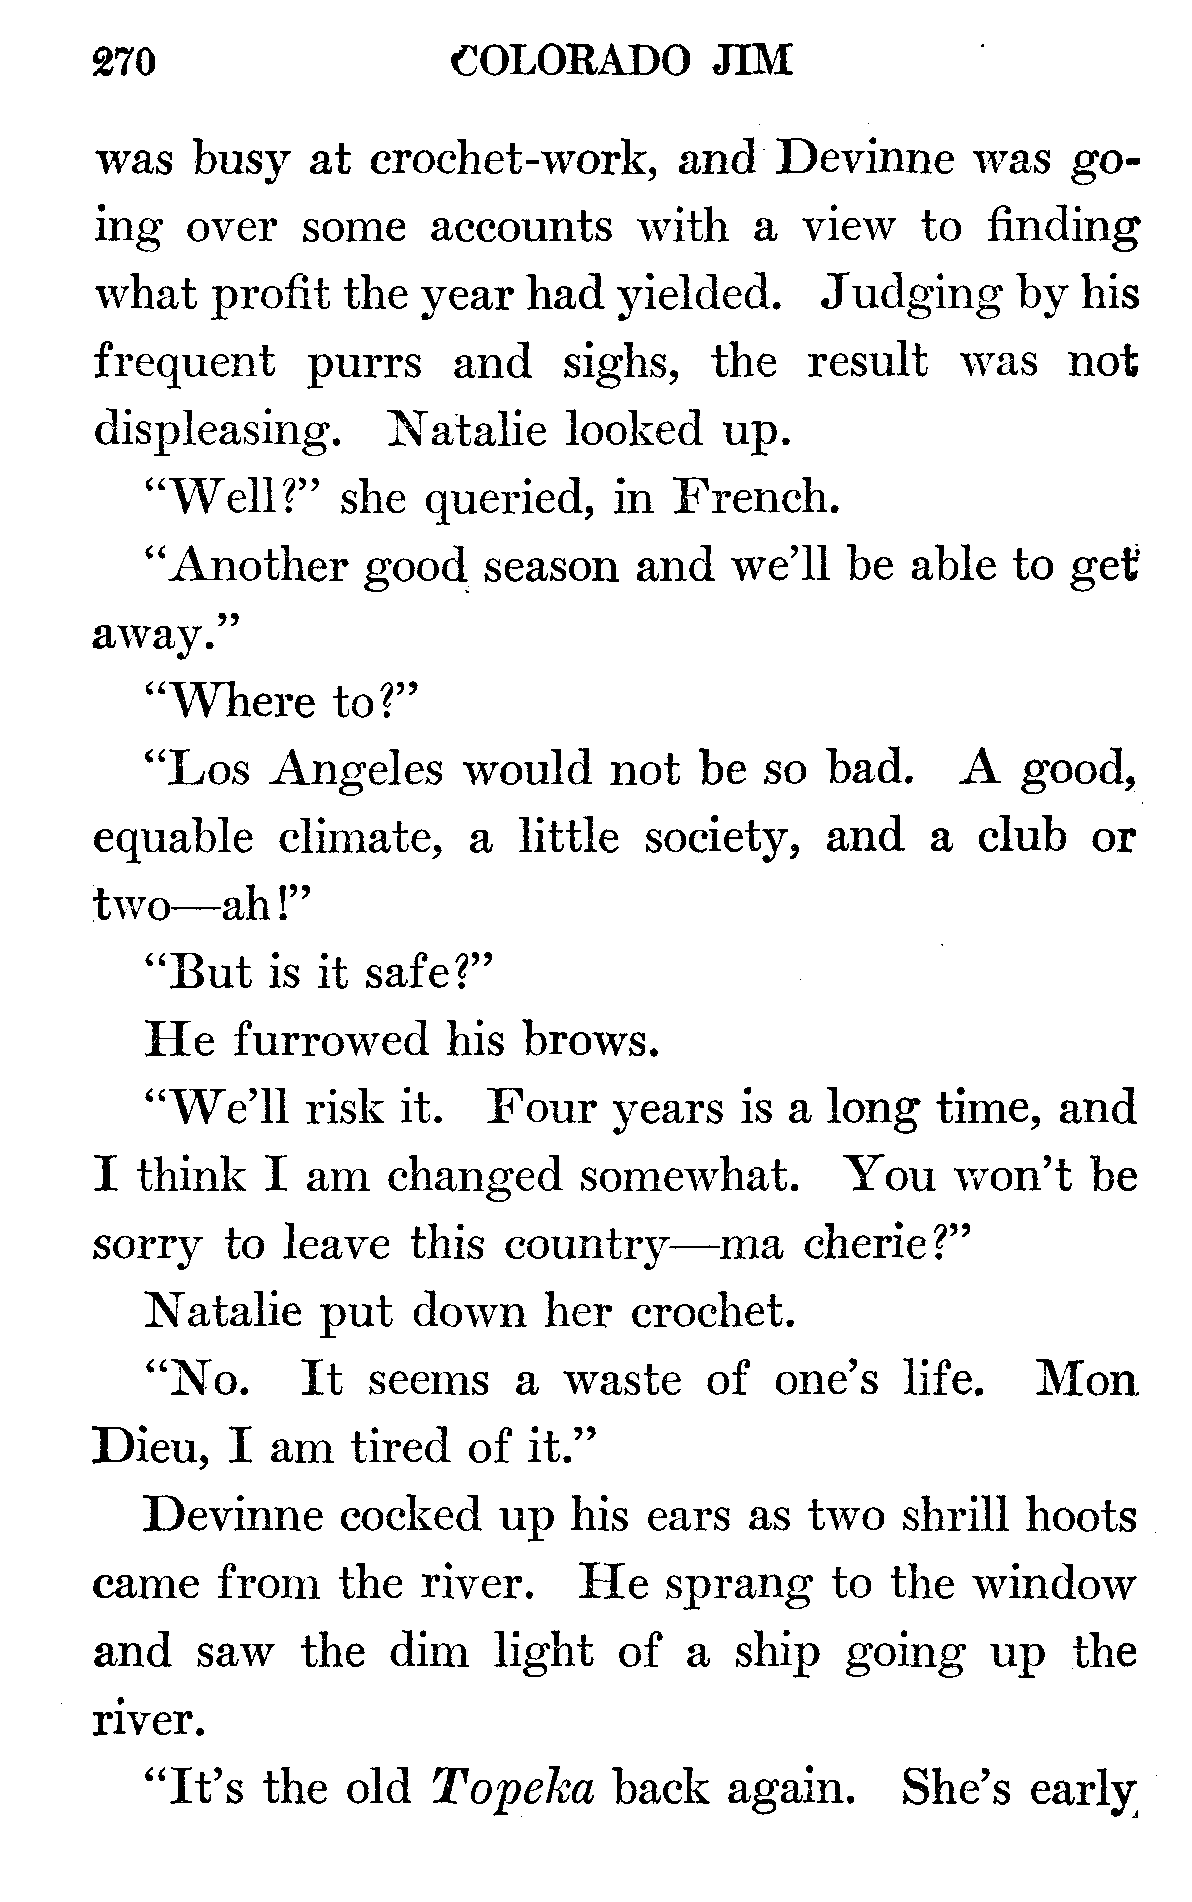 270 COLORADO JIM
was busy at crochet-work, and Devinne was go-
ing over some accounts with a view to finding
what profit the year had yielded. Judging by his
frequent purrs and sighs, the result was not
displeasing. Natalie looked up.
“Well?” she queried, in French.
“Another good season and we’ll be able to get
away.”
“Where to?”
“Los Angeles would not be so bad. A good,
equable climate, a little society, and a club or
two—ah!”
“But is it safe?”
He furrowed his brows.
“We’ll risk it. Four years is a long time, and
I think I am changed somewhat. You won’t be
sorry to leave this country—ma cherie?”
Natalie put down her crochet.
“No. It seems a waste of one’s life. Mon
Dieu, I am tired of it.”
Devinne cocked up his ears as two shrill hoots
came from the river. He sprang to the window
and saw the dim light of a ship going up the
river.
“It’s the old Topeka back again. She’s early